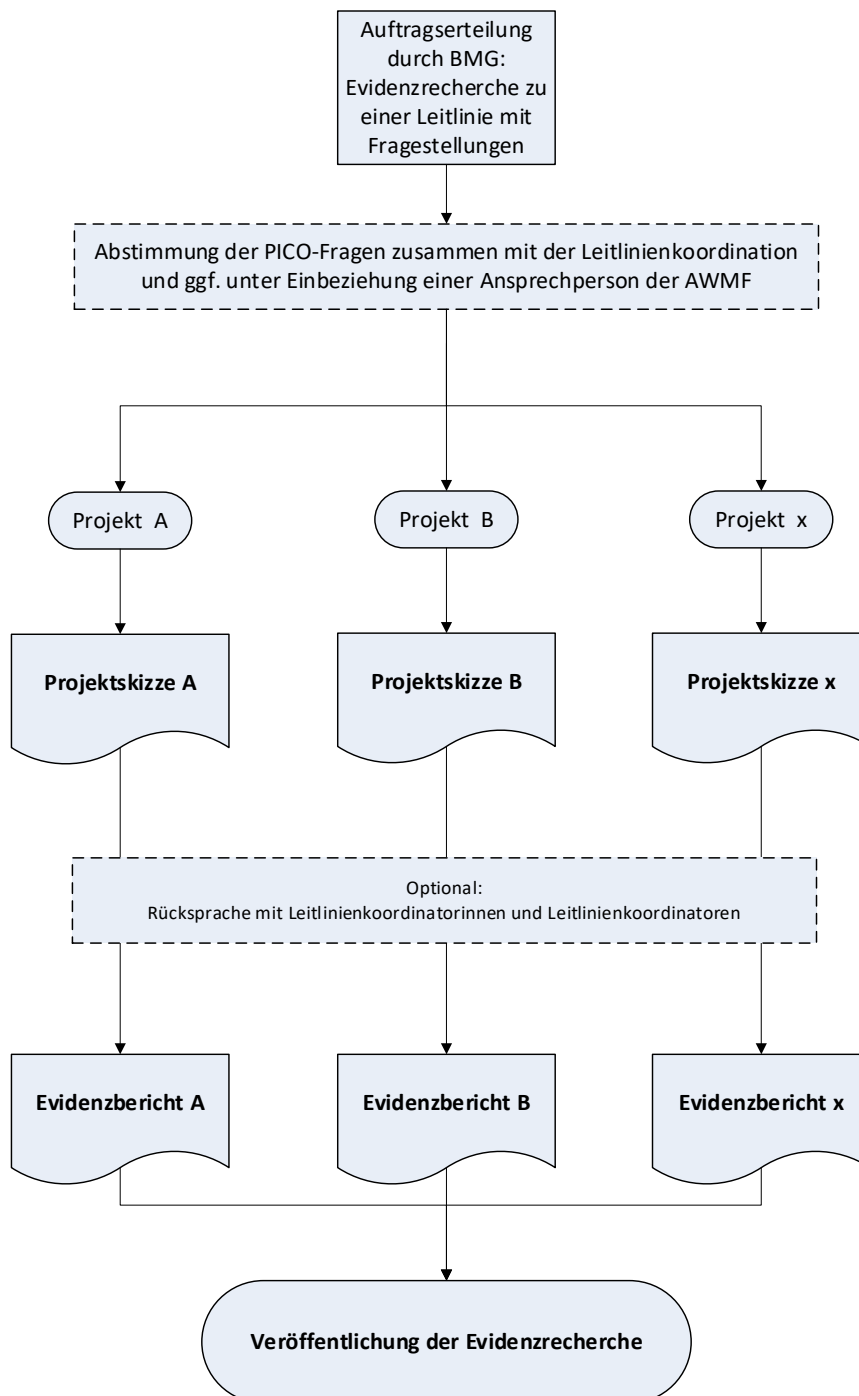 Auftragserteilung
durch BMG:
Evidenzrecherche zu
einer Leitlinie mit
Fragestellungen
Abstimmung der PICO-Fragen zusammen mit der Leitlinienkoordination
und ggf. unter Einbeziehung einer Ansprechperson der AWMF
Projekt A
Projekt B
Projekt x
Projektskizze A
Projektskizze B
Projektskizze x
Optional:
Rücksprache mit Leitlinienkoordinatorinnen und Leitlinienkoordinatoren
Evidenzbericht A
Evidenzbericht B
Evidenzbericht x
Veröffentlichung der Evidenzrecherche